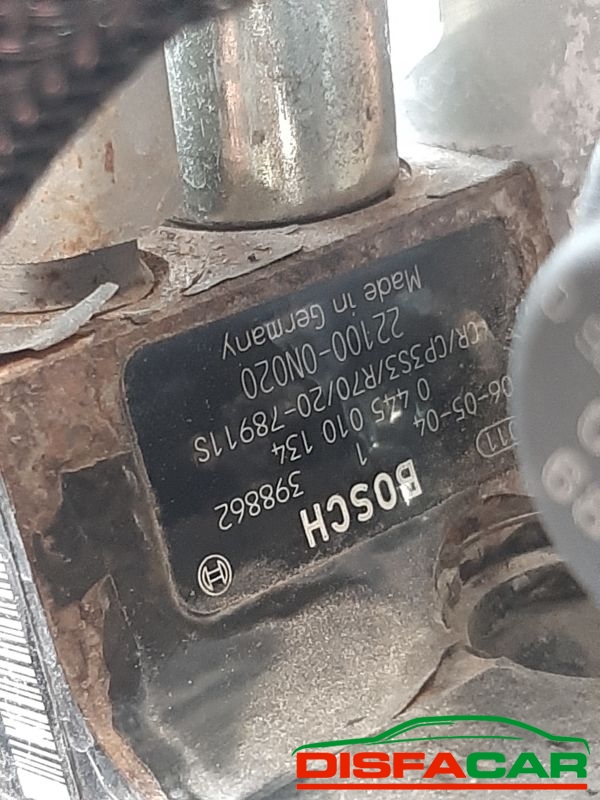 BOSCH
1 398862
0 445 010 134
06-05-04
CR/CP3S3/R70/20-78911S
22100-0N020
Made in Germany
DISFACAR